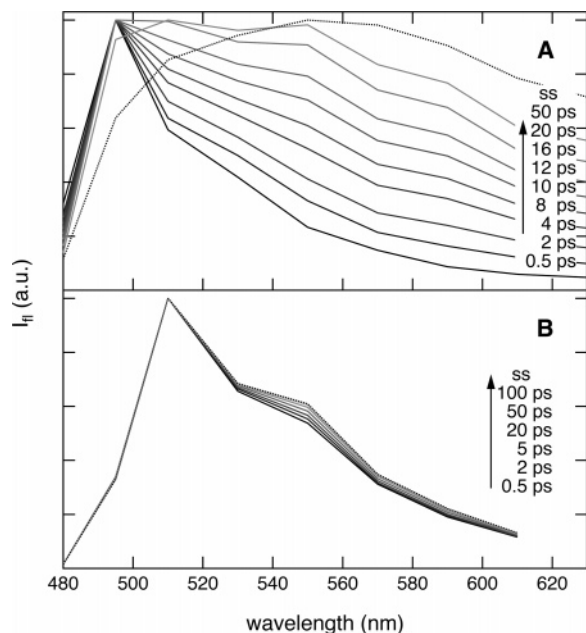 A
ss
50 ps
20 ps
16 ps
12 ps
10 ps
8 ps
4 ps
2 ps
0.5 ps
I_fl (a.u.)
B
ss
100 ps
50 ps
20 ps
5 ps
2 ps
0.5 ps
480 500 520 540 560 580 600 620
wavelength (nm)